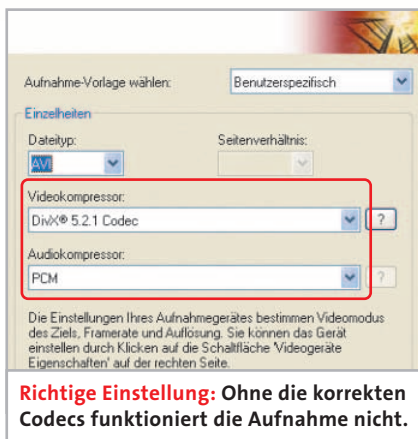 Aufnahme-Vorlage wählen: Benutzerspezifisch
Einzelheiten
Dateityp: Seitenverhältnis:
AVI
Videokompressor:
DivX® 5.2.1 Codec ?
Audiokompressor:
PCM ?
Die Einstellungen Ihres Aufnahmegerätes bestimmen Videomodus
des Ziels, Framerate und Auflösung. Sie können das Gerät
einstellen durch Klicken auf die Schaltfläche 'Videogeräte
Eigenschaften' auf der rechten Seite.
Richtige Einstellung: Ohne die korrekten
Codecs funktioniert die Aufnahme nicht.